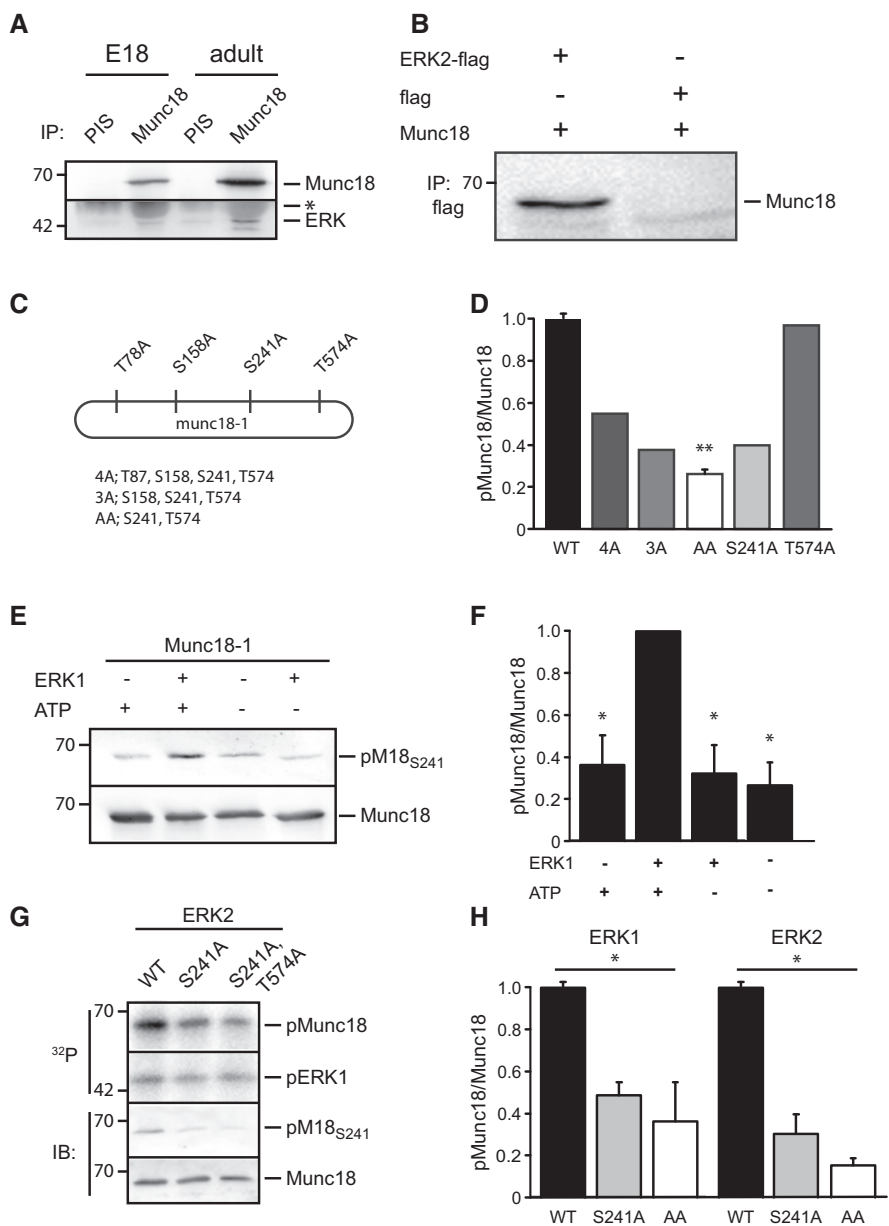 A
E18 adult
IP: PIS Munc18 PIS Munc18
70
Munc18
*
ERK
42
B
ERK2-flag + -
flag - +
Munc18 + +
IP: 70
flag
Munc18
C
T78A S158A S241A T574A
munc18-1
4A; T87, S158, S241, T574
3A; S158, S241, T574
AA; S241, T574
D
pMunc18/Munc18
1.0
0.8
0.6
0.4
0.2
0
**
WT 4A 3A AA S241A T574A
E
Munc18-1
ERK1 - + - +
ATP + + - -
70
pM18S241
70
Munc18
F
pMunc18/Munc18
1.0
0.8
0.6
0.4
0.2
0
* * *
ERK1 - + + -
ATP + + - -
G
ERK2
WT S241A S241A, T574A
32P
70
pMunc18
pERK1
42
IB:
70
pM18S241
70
Munc18
H
ERK1 ERK2
* *
pMunc18/Munc18
1.0
0.8
0.6
0.4
0.2
0
WT S241A AA WT S241A AA